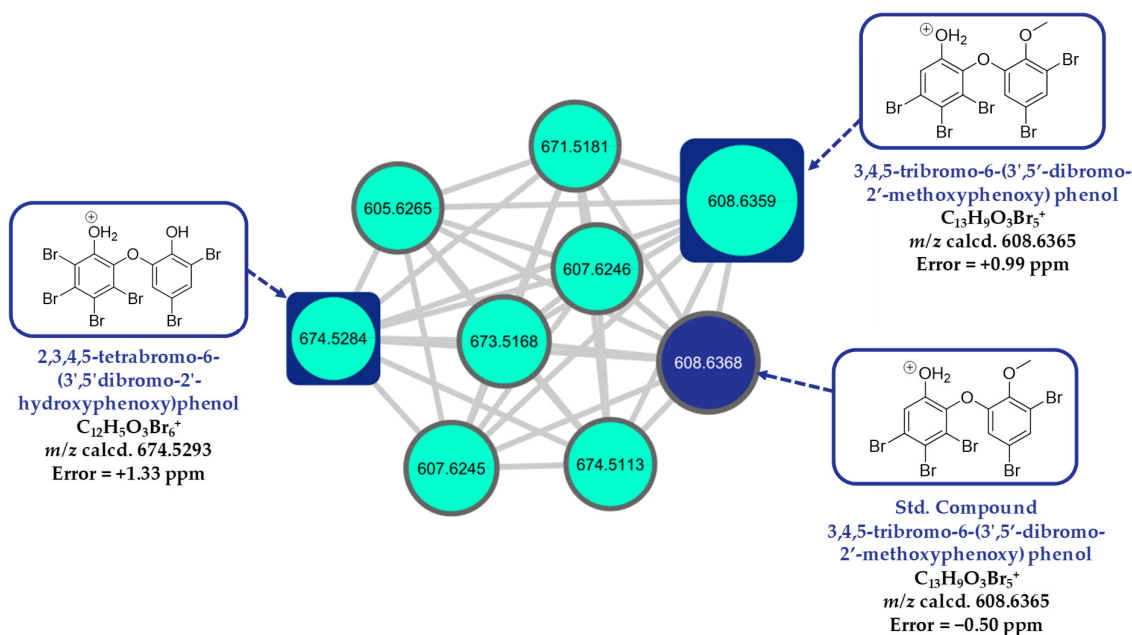 ⊕
OH2
O
O
Br
Br
Br
Br
Br
3,4,5-tribromo-6-(3',5′-dibromo-
2′-methoxyphenoxy) phenol
C13H9O3Br5+
m/z calcd. 608.6365
Error = +0.99 ppm
⊕
OH2
OH
Br
O
Br
Br
Br
Br
Br
2,3,4,5-tetrabromo-6-
(3',5'dibromo-2'-
hydroxyphenoxy)phenol
C12H5O3Br6+
m/z calcd. 674.5293
Error = +1.33 ppm
671.5181
605.6265
608.6359
607.6246
674.5284
673.5168
608.6368
607.6245
674.5113
⊕
OH2
O
O
Br
Br
Br
Br
Br
Std. Compound
3,4,5-tribromo-6-(3',5′-dibromo-
2′-methoxyphenoxy) phenol
C13H9O3Br5+
m/z calcd. 608.6365
Error = −0.50 ppm